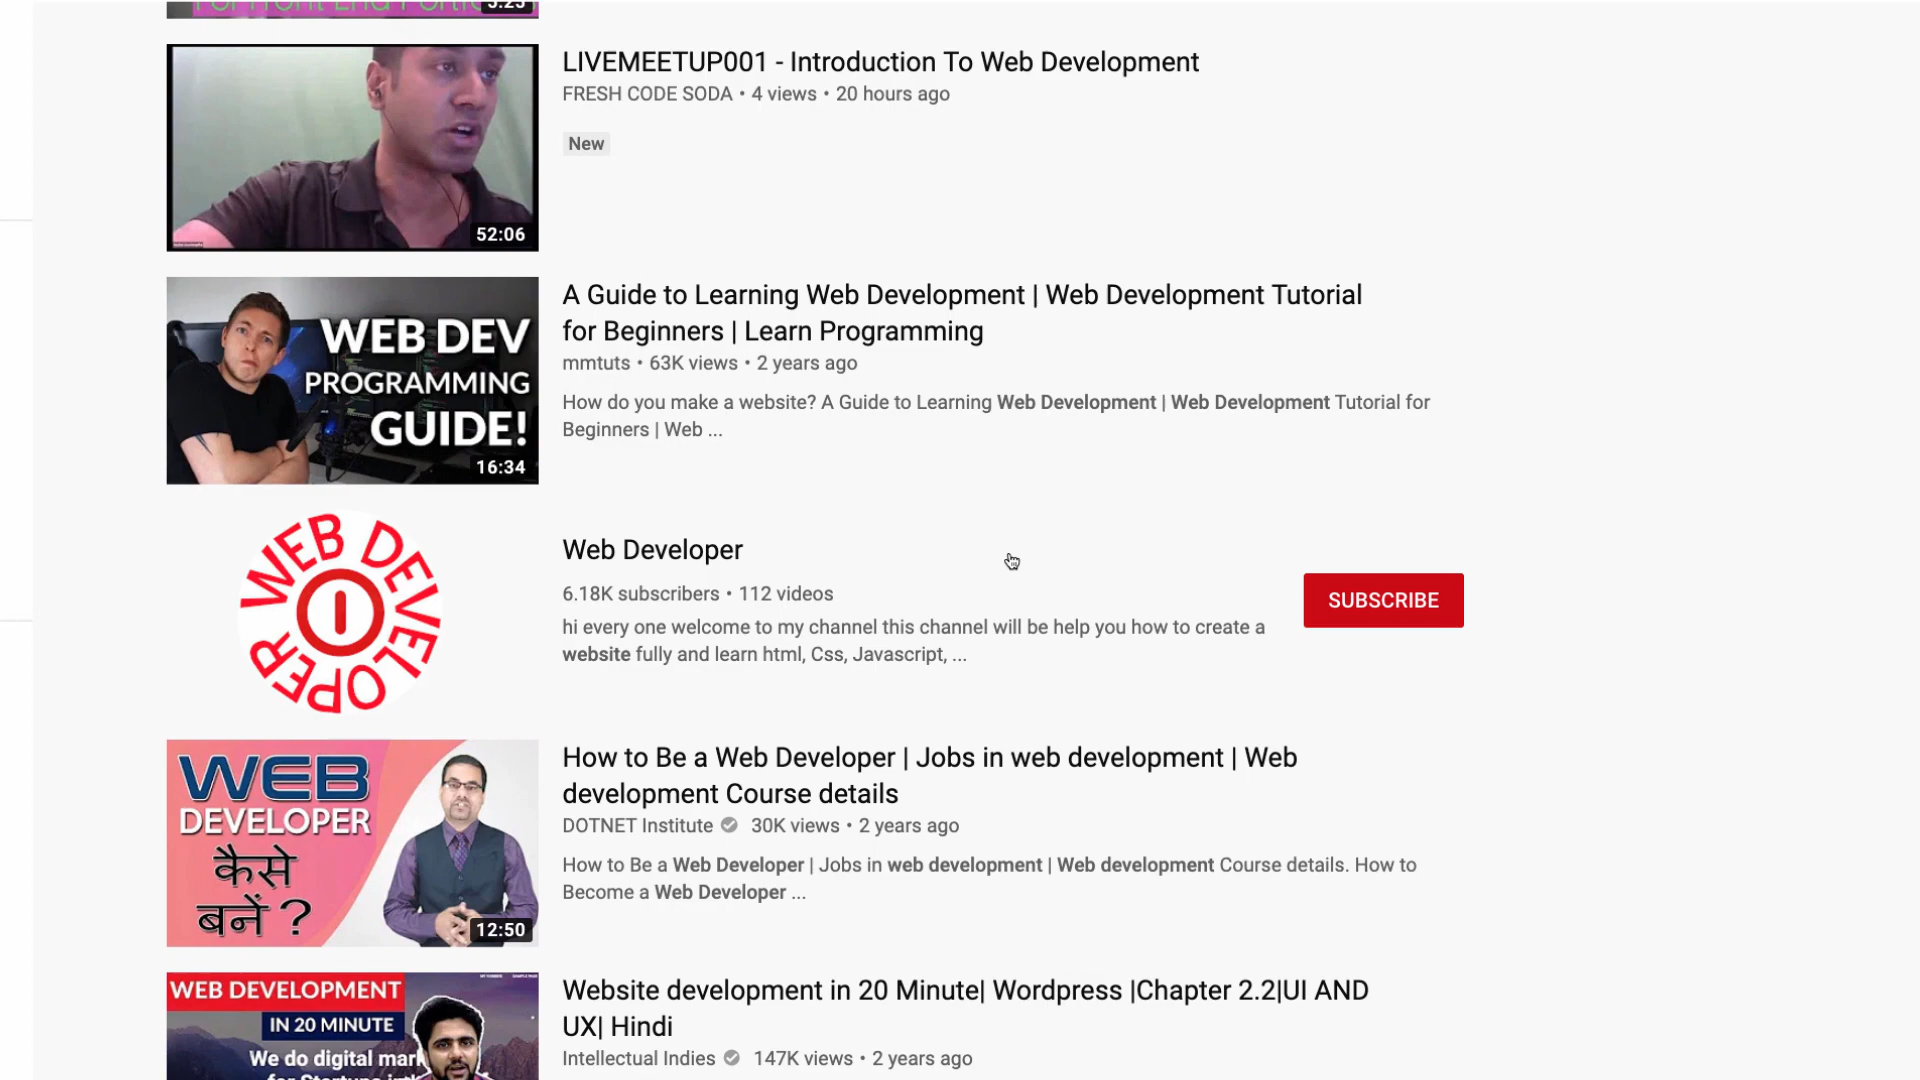 3:25
LIVEMEETUP001 - Introduction To Web Development
FRESH CODE SODA • 4 views • 20 hours ago
New
52:06
A Guide to Learning Web Development | Web Development Tutorial
for Beginners | Learn Programming
mmtuts • 63K views • 2 years ago
How do you make a website? A Guide to Learning Web Development | Web Development Tutorial for
Beginners | Web ...
WEB DEV
PROGRAMMING
GUIDE!
16:34
WEB DEVELOPER
Web Developer
6.18K subscribers • 112 videos
hi every one welcome to my channel this channel will be help you how to create a
website fully and learn html, Css, Javascript, ...
SUBSCRIBE
WEB
DEVELOPER
कैसे
बनें ?
12:50
How to Be a Web Developer | Jobs in web development | Web
development Course details
DOTNET Institute 30K views • 2 years ago
How to Be a Web Developer | Jobs in web development | Web development Course details. How to
Become a Web Developer ...
WEB DEVELOPMENT
IN 20 MINUTE
We do digital mark
Website development in 20 Minute| Wordpress |Chapter 2.2|UI AND
UX| Hindi
Intellectual Indies 147K views • 2 years ago